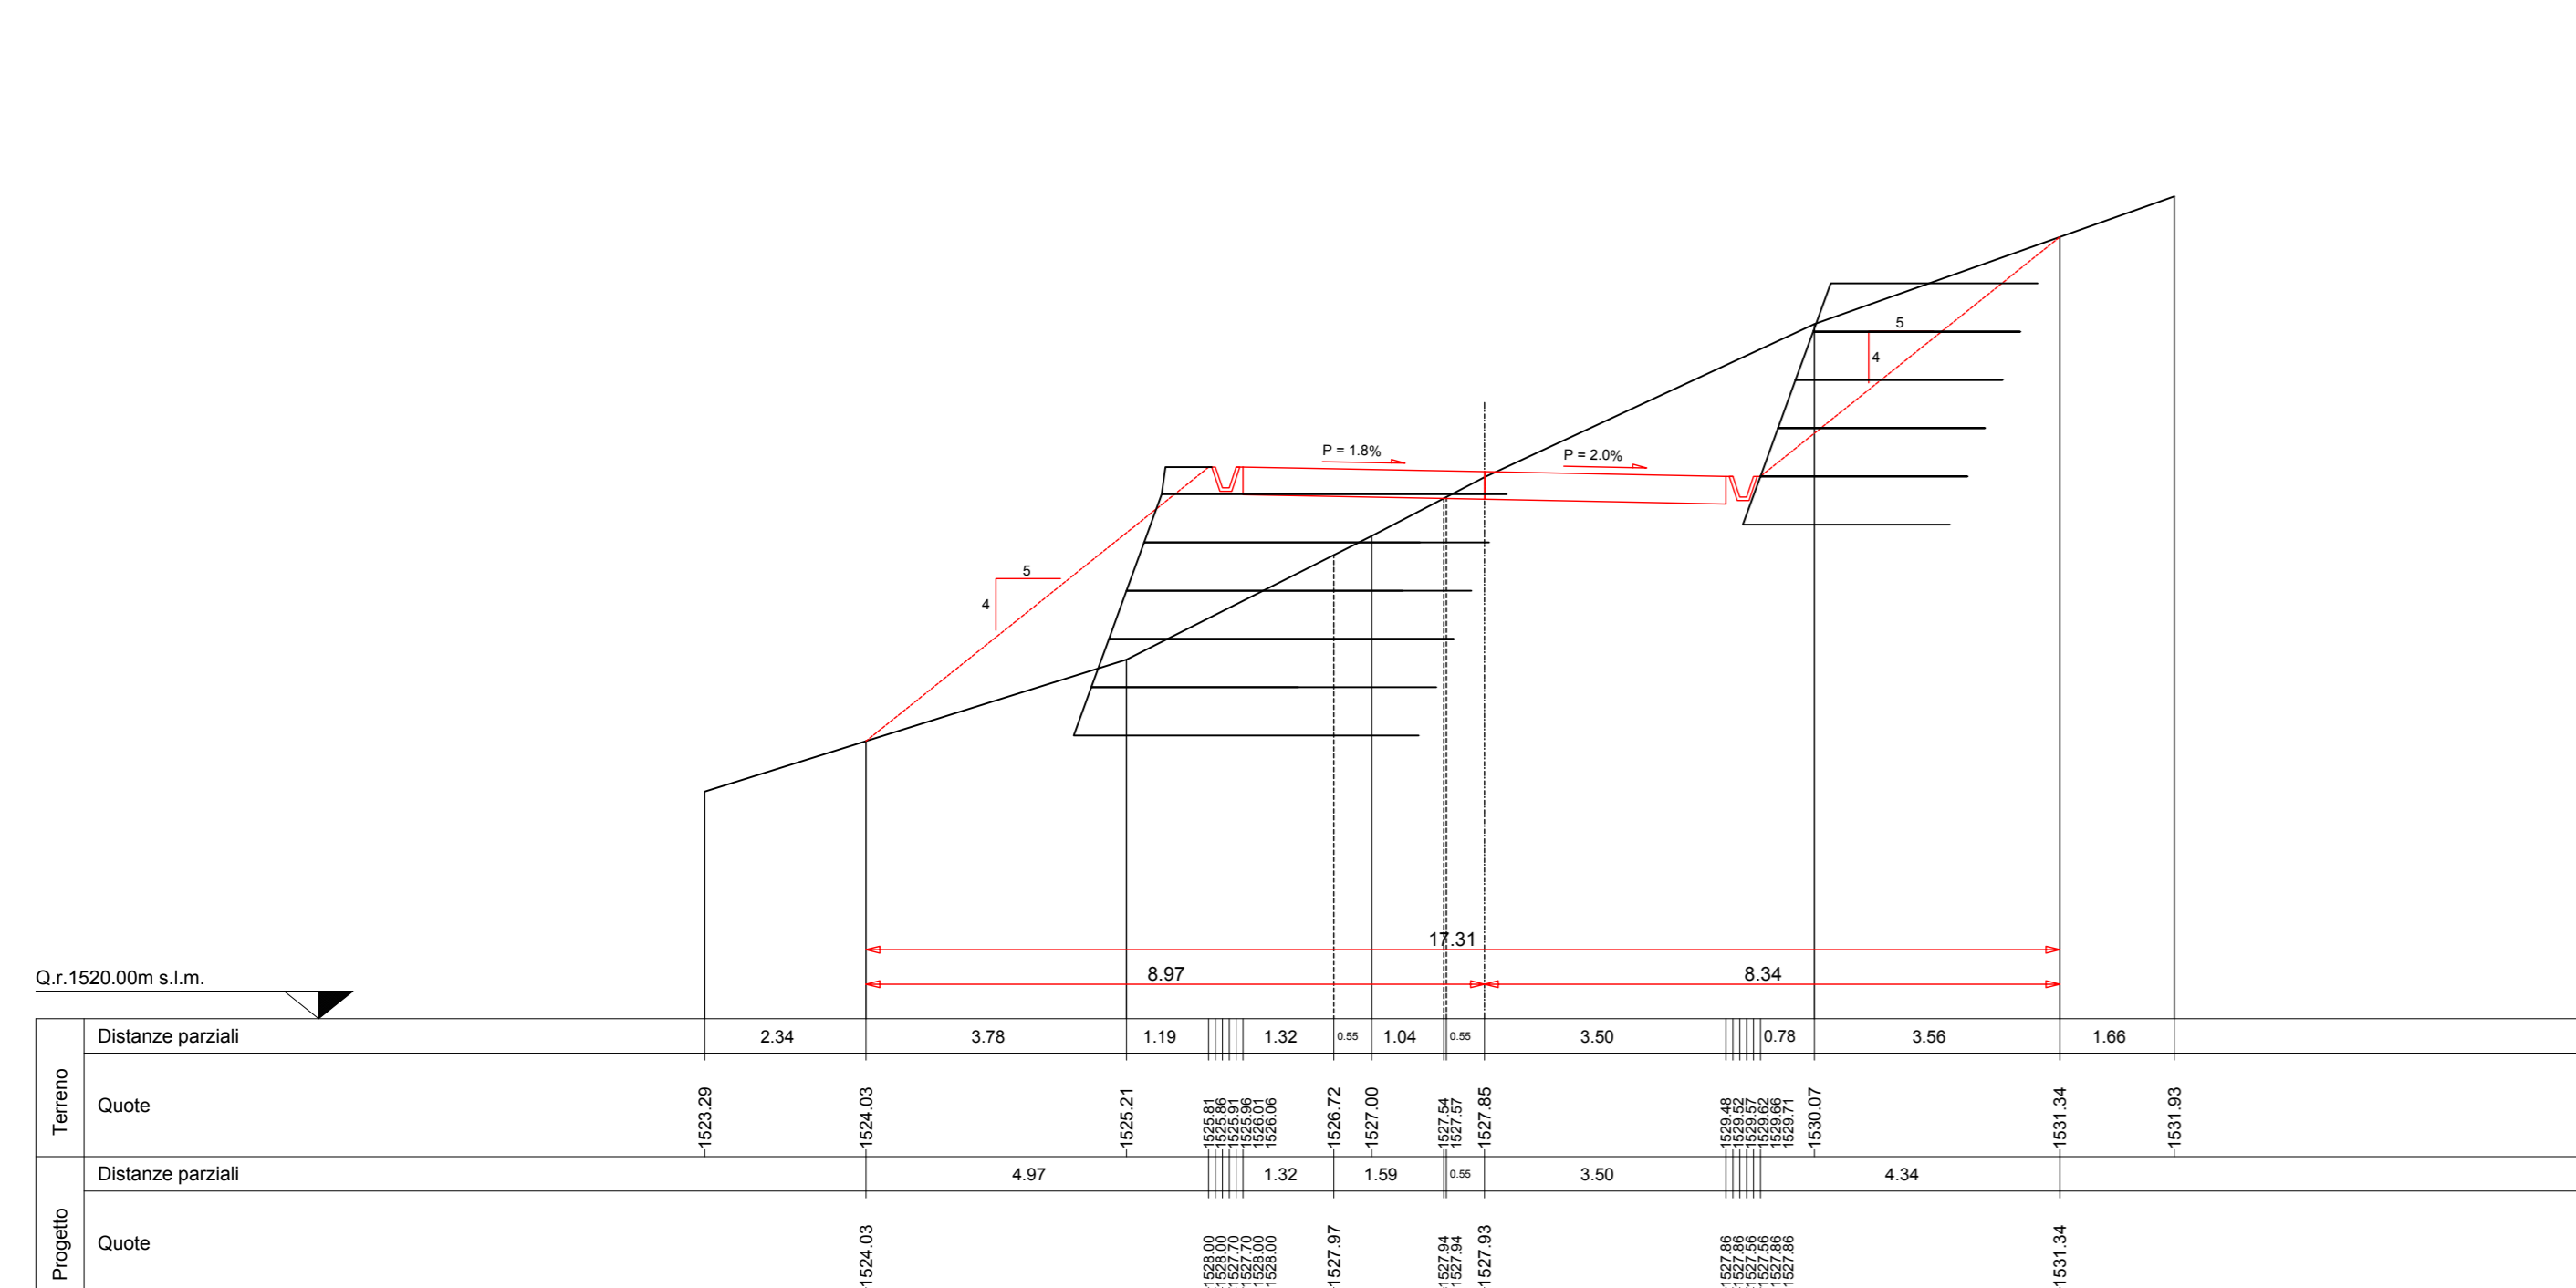 5
4
P = 1.8%
P = 2.0%
5
4
17.31
Q.r.1520.00m s.l.m.
8.97
8.34
Terreno
Distanze parziali
2.34 3.78 1.19 1.32 0.55 1.04 0.55 3.50 0.78 3.56 1.66
Quote
1523.29 1524.03 1525.21 1525.81 1525.86 1525.91 1525.96 1526.01 1526.06 1526.72 1527.00 1527.54 1527.57 1527.85 1529.48 1529.52 1529.57 1529.62 1529.66 1529.71 1530.07 1531.34 1531.93
Progetto
Distanze parziali
4.97 1.32 1.59 0.55 3.50 4.34
Quote
1524.03 1528.00 1528.00 1527.70 1527.70 1528.00 1528.00 1527.97 1527.94 1527.94 1527.93 1527.86 1527.86 1527.56 1527.56 1527.86 1527.86 1531.34